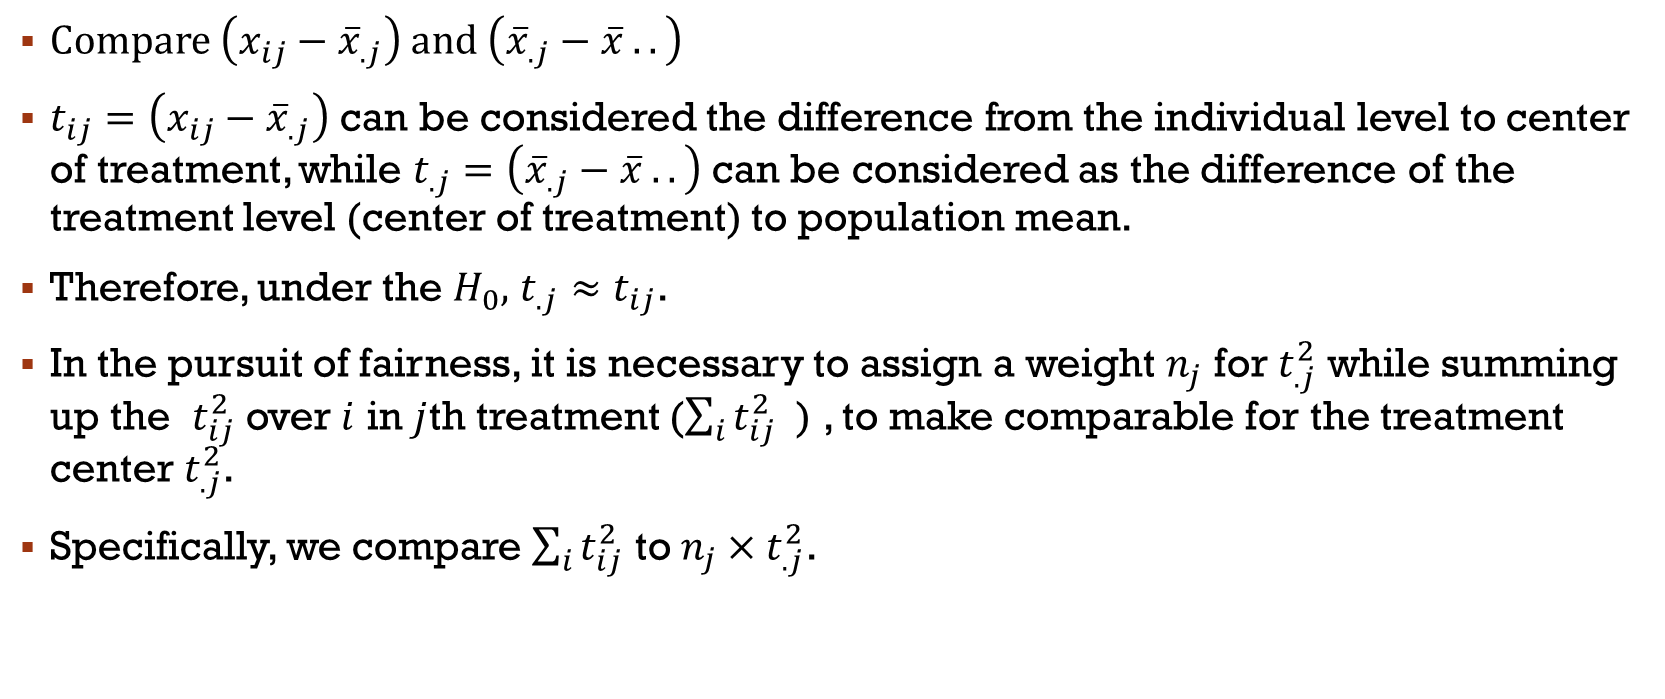 ▪ Compare (x_{ij} − x̄_{.j}) and (x̄_{.j} − x̄ . . )
▪ t_{ij} = (x_{ij} − x̄_{.j}) can be considered the difference from the individual level to center
of treatment, while t_{.j} = (x̄_{.j} − x̄ . . ) can be considered as the difference of the
treatment level (center of treatment) to population mean.
▪ Therefore, under the H₀, t_{.j} ≈ t_{ij}.
▪ In the pursuit of fairness, it is necessary to assign a weight n_j for t_{.j}^2 while summing
up the t_{ij}^2 over i in jth treatment (∑_i t_{ij}^2 ) , to make comparable for the treatment
center t_{.j}^2.
▪ Specifically, we compare ∑_i t_{ij}^2 to n_j × t_{.j}^2.